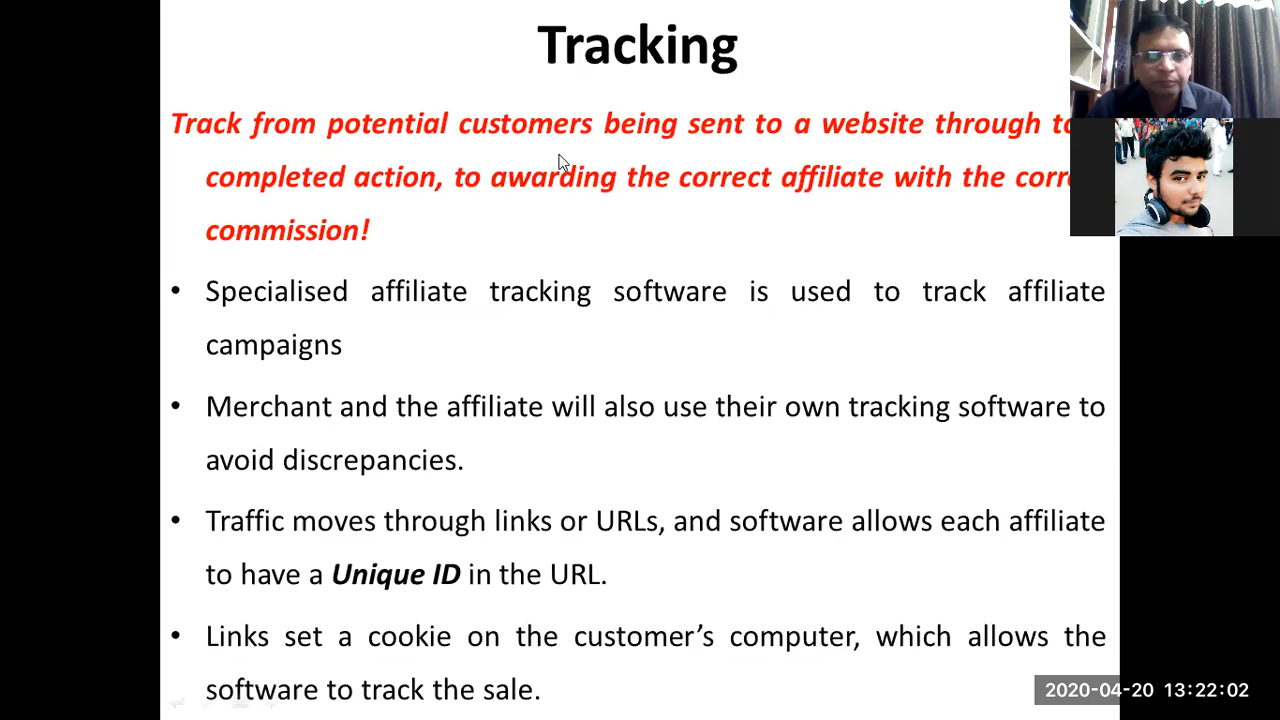 Tracking
Track from potential customers being sent to a website through to
completed action, to awarding the correct affiliate with the
commission!
• Specialised affiliate tracking software is used to track affiliate
campaigns
• Merchant and the affiliate will also use their own tracking software to
avoid discrepancies.
• Traffic moves through links or URLs, and software allows each affiliate
to have a Unique ID in the URL.
• Links set a cookie on the customer’s computer, which allows the
software to track the sale.
2020-04-20 13:22:02